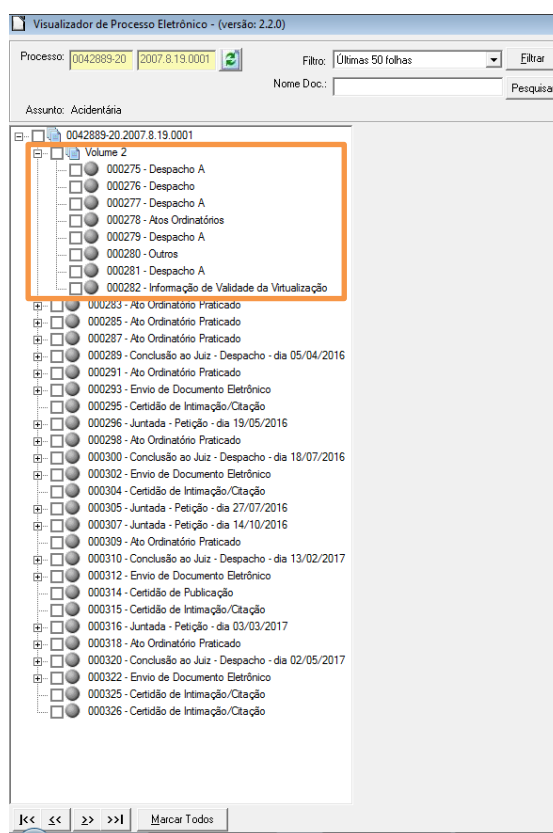 Visualizador de Processo Eletrônico - (versão: 2.2.0)
Processo: 0042889-20 2007.8.19.0001 Filtro: Últimas 50 folhas Filtrar
Nome Doc.: Pesquisar
Assunto: Acidentária
0042889-20.2007.8.19.0001
Volume 2
000275 - Despacho A
000276 - Despacho
000277 - Despacho A
000278 - Atos Ordinatórios
000279 - Despacho A
000280 - Outros
000281 - Despacho A
000282 - Informação de Validade da Virtualização
000283 - Ato Ordinatório Praticado
000285 - Ato Ordinatório Praticado
000287 - Ato Ordinatório Praticado
000289 - Conclusão ao Juiz - Despacho - dia 05/04/2016
000291 - Ato Ordinatório Praticado
000293 - Envio de Documento Eletrônico
000295 - Certidão de Intimação/Citação
000296 - Juntada - Petição - dia 19/05/2016
000298 - Ato Ordinatório Praticado
000300 - Conclusão ao Juiz - Despacho - dia 18/07/2016
000302 - Envio de Documento Eletrônico
000304 - Certidão de Intimação/Citação
000305 - Juntada - Petição - dia 27/07/2016
000307 - Juntada - Petição - dia 14/10/2016
000309 - Ato Ordinatório Praticado
000310 - Conclusão ao Juiz - Despacho - dia 13/02/2017
000312 - Envio de Documento Eletrônico
000314 - Certidão de Publicação
000315 - Certidão de Intimação/Citação
000316 - Juntada - Petição - dia 03/03/2017
000318 - Ato Ordinatório Praticado
000320 - Conclusão ao Juiz - Despacho - dia 02/05/2017
000322 - Envio de Documento Eletrônico
000325 - Certidão de Intimação/Citação
000326 - Certidão de Intimação/Citação
|<< << >> >>| Marcar Todos